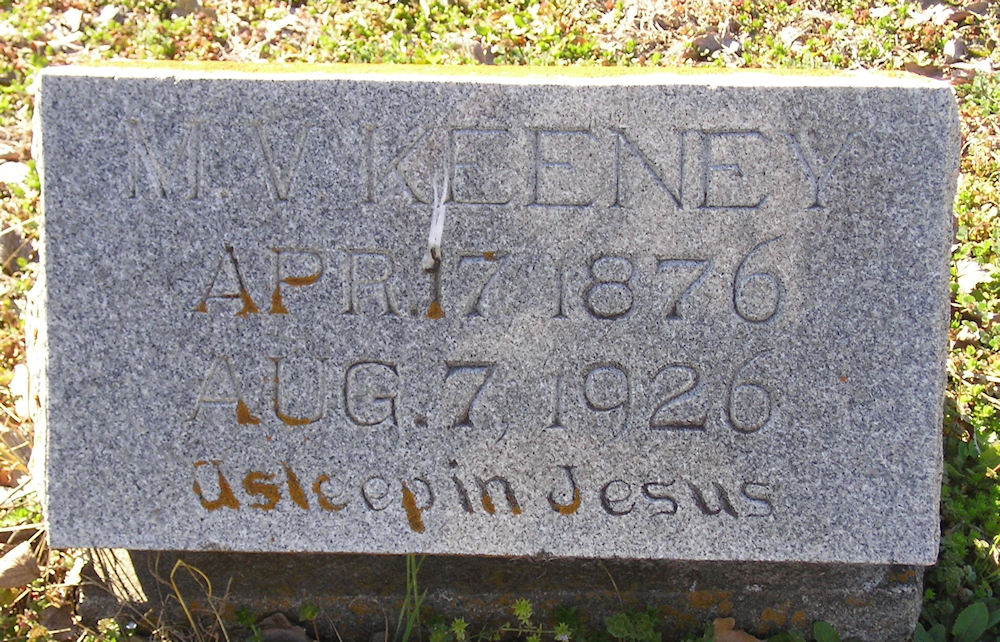 M. V. KEENEY
APR. 17 1876
AUG. 7, 1926
Asleep in Jesus